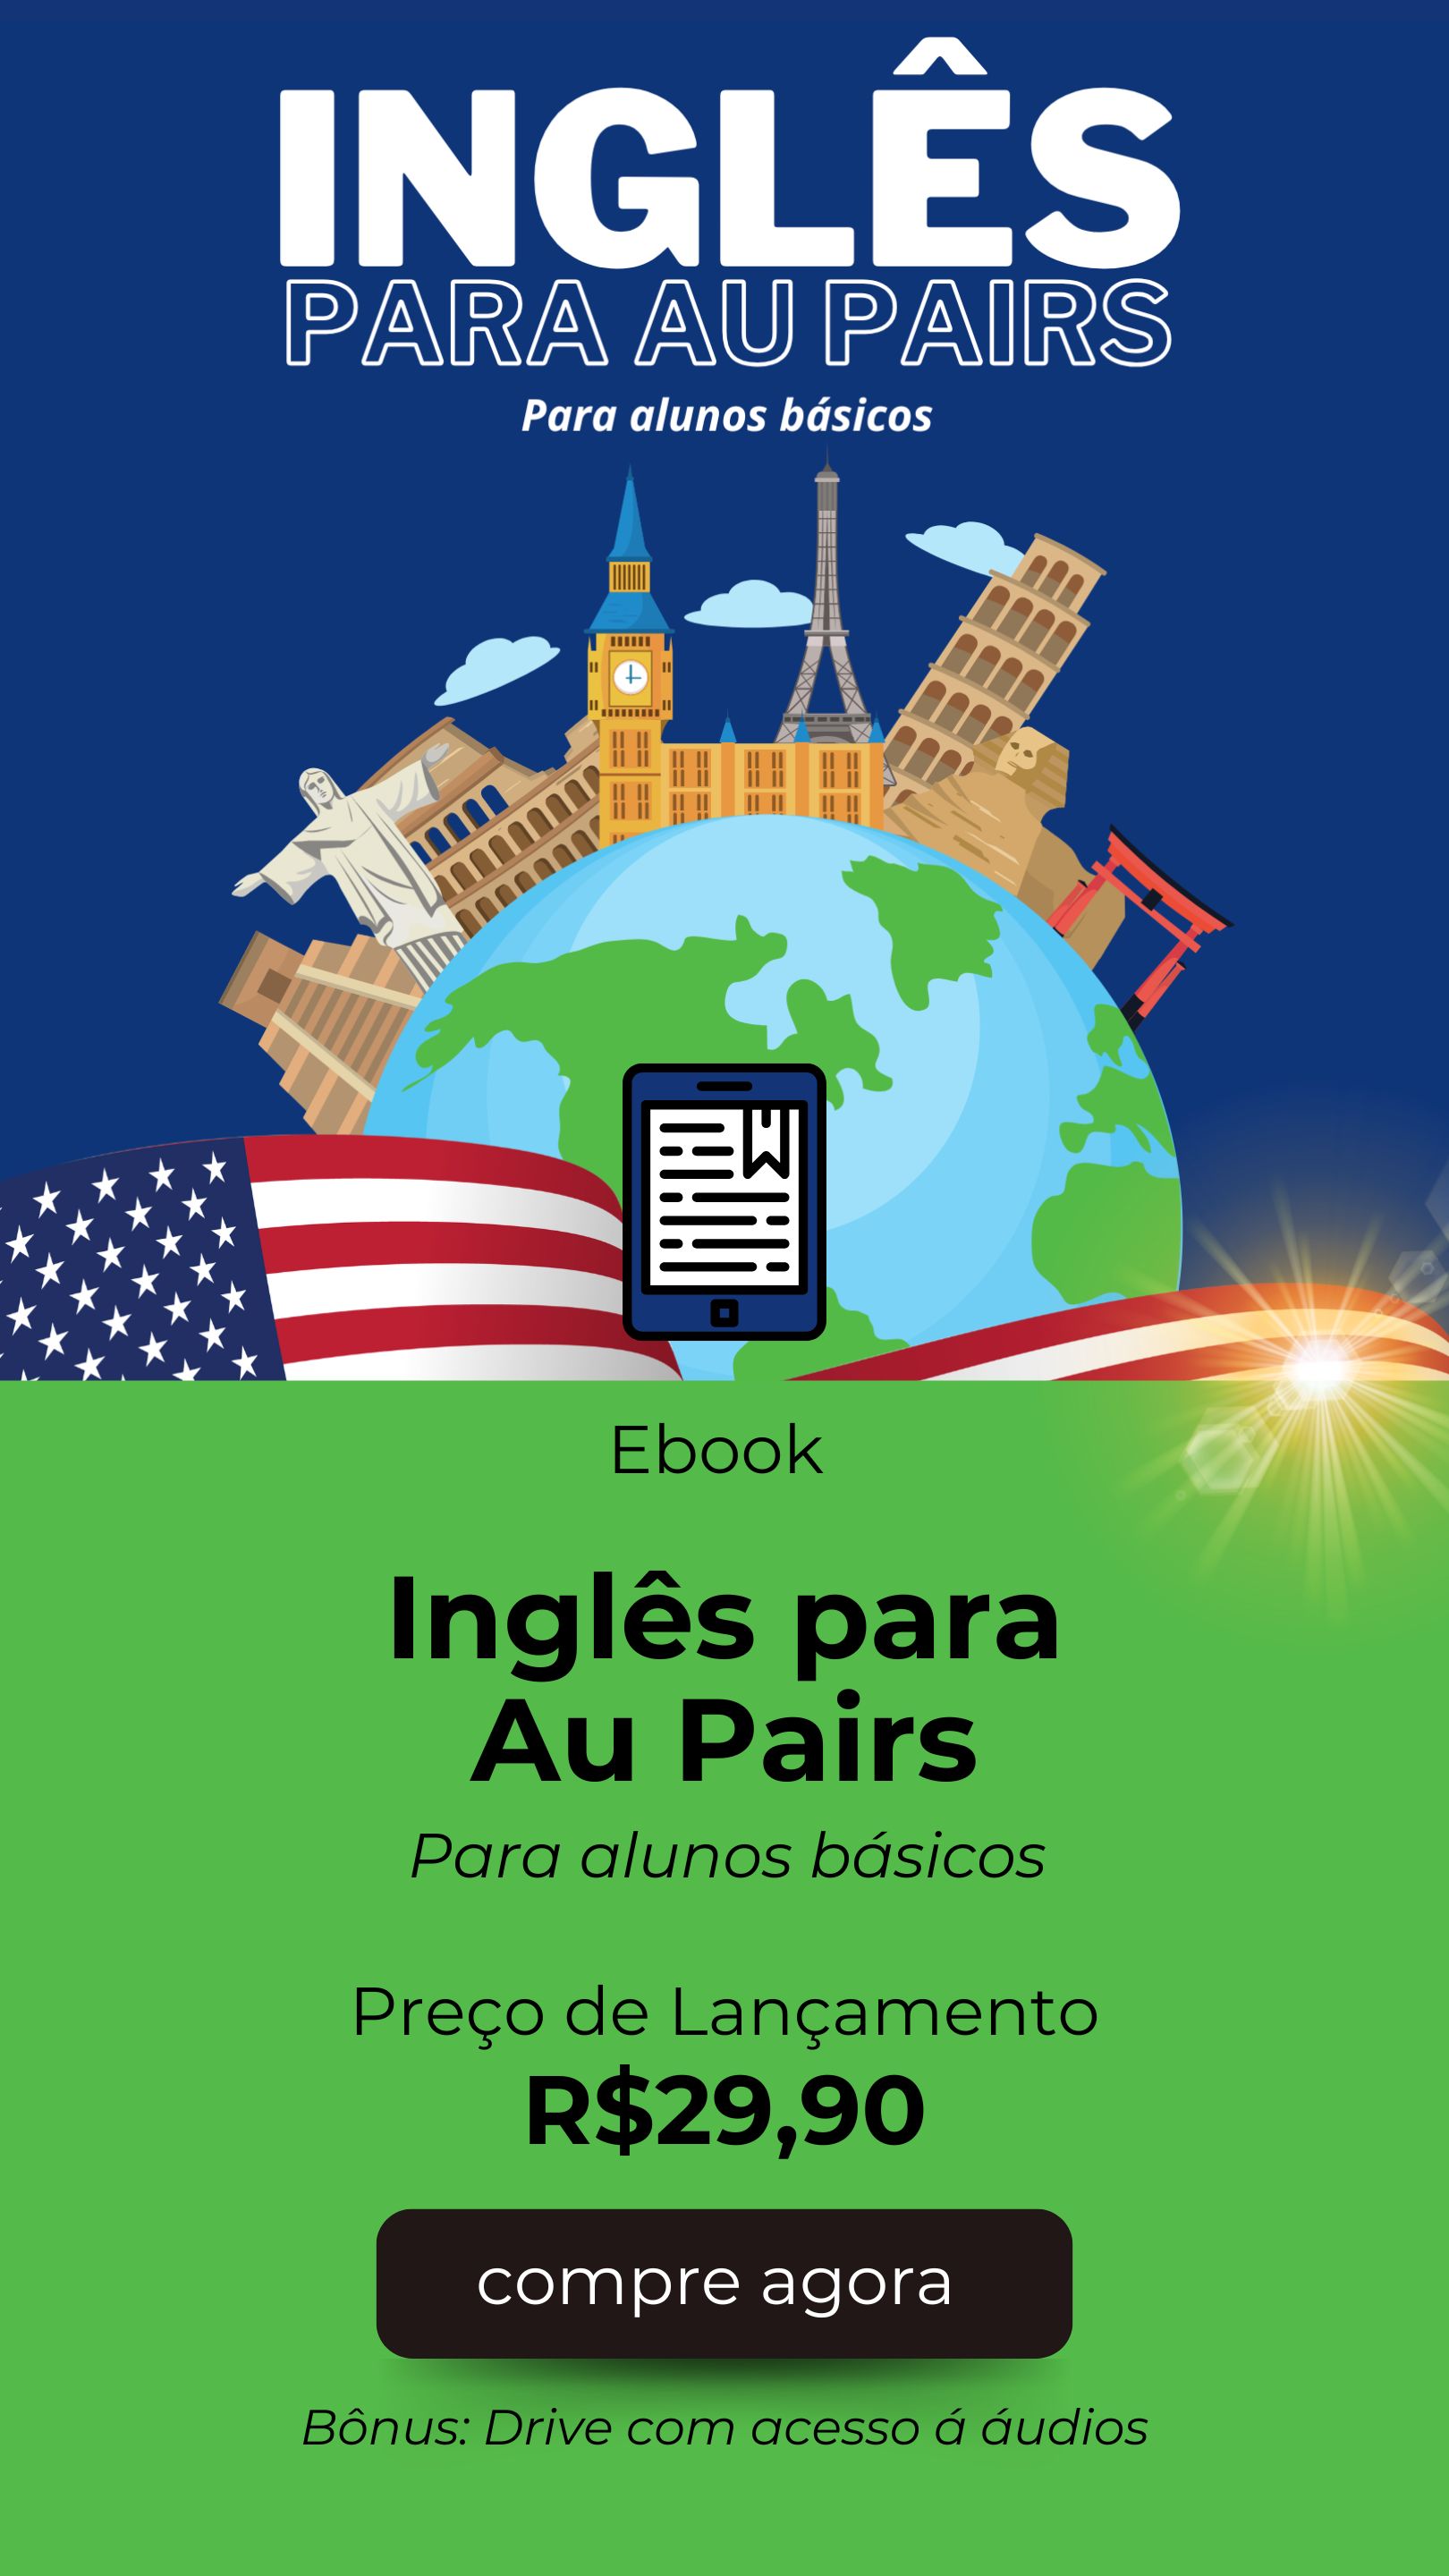 INGLÊS
PARA AU PAIRS
Para alunos básicos
Ebook
Inglês para
Au Pairs
Para alunos básicos
Preço de Lançamento
R$29,90
compre agora
Bônus: Drive com acesso á áudios